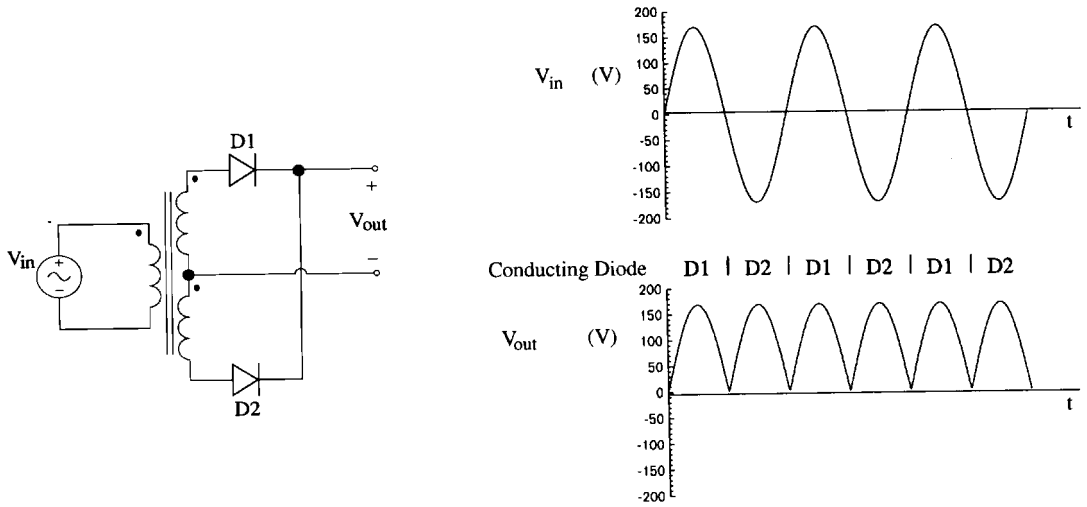 D1
V_in
+
−
+
V_out
−
D2
V_in (V)
200
150
100
50
0
-50
-100
-150
-200
t
Conducting Diode D1 | D2 | D1 | D2 | D1 | D2
V_out (V)
200
150
100
50
0
-50
-100
-150
-200
t